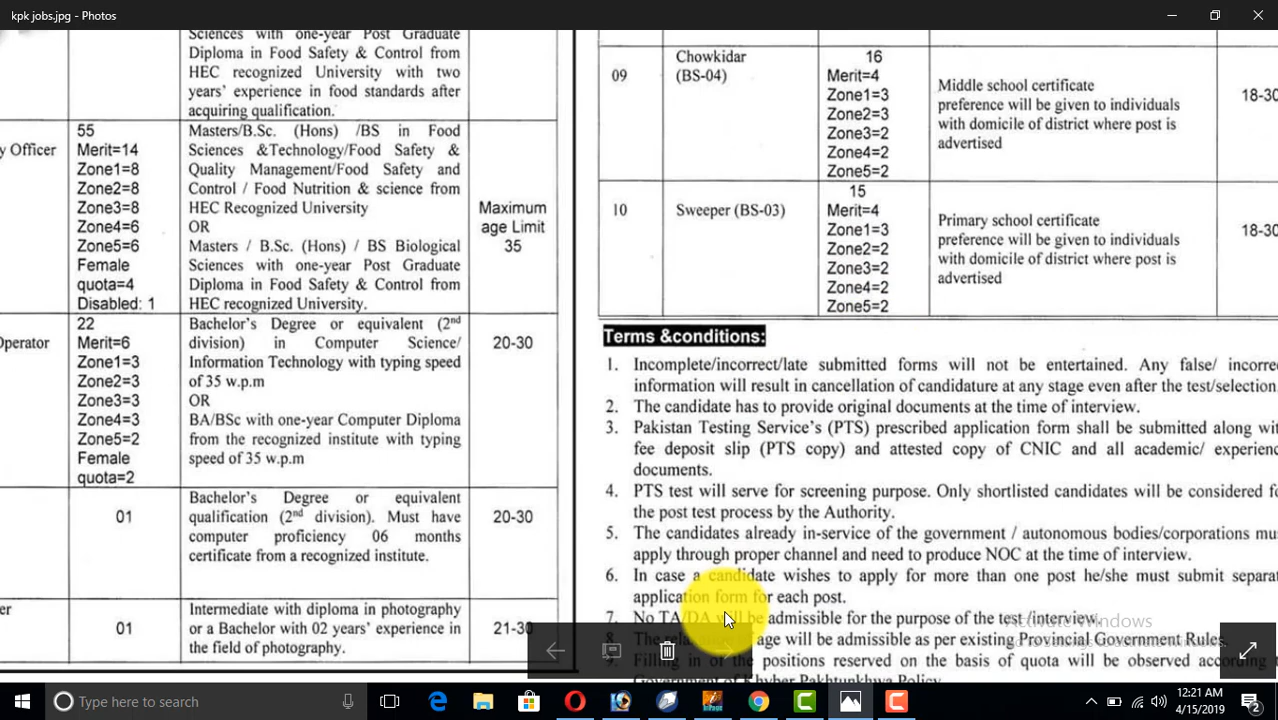 kpk jobs.jpg - Photos
Sciences with one-year Post Graduate
Diploma in Food Safety & Control from
HEC recognized University with two
years' experience in food standards after
acquiring qualification.
y Officer
55
Merit=14
Zone1=8
Zone2=8
Zone3=8
Zone4=6
Zone5=6
Female
quota=4
Disabled: 1
Masters/B.Sc. (Hons) /BS in Food
Sciences &Technology/Food Safety &
Quality Management/Food Safety and
Control / Food Nutrition & science from
HEC Recognized University
OR
Masters / B.Sc. (Hons) / BS Biological
Sciences with one-year Post Graduate
Diploma in Food Safety & Control from
HEC recognized University.
Maximum
age Limit
35
Operator
22
Merit=6
Zone1=3
Zone2=3
Zone3=3
Zone4=3
Zone5=2
Female
quota=2
Bachelor's Degree or equivalent (2nd
division) in Computer Science/
Information Technology with typing speed
of 35 w.p.m
OR
BA/BSc with one-year Computer Diploma
from the recognized institute with typing
speed of 35 w.p.m
20-30
01
Bachelor's Degree or equivalent
qualification (2nd division). Must have
computer proficiency 06 months
certificate from a recognized institute.
20-30
er
01
Intermediate with diploma in photography
or a Bachelor with 02 years' experience in
the field of photography.
21-30
09
Chowkidar
(BS-04)
16
Merit=4
Zone1=3
Zone2=3
Zone3=2
Zone4=2
Zone5=2
Middle school certificate
preference will be given to individuals
with domicile of district where post is
advertised
18-30
10
Sweeper (BS-03)
15
Merit=4
Zone1=3
Zone2=2
Zone3=2
Zone4=2
Zone5=2
Primary school certificate
preference will be given to individuals
with domicile of district where post is
advertised
18-30
Terms &conditions:
1. Incomplete/incorrect/late submitted forms will not be entertained. Any false/ incorre
information will result in cancellation of candidature at any stage even after the test/selection
2. The candidate has to provide original documents at the time of interview.
3. Pakistan Testing Service's (PTS) prescribed application form shall be submitted along wit
fee deposit slip (PTS copy) and attested copy of CNIC and all academic/ experienc
documents.
4. PTS test will serve for screening purpose. Only shortlisted candidates will be considered fo
the post test process by the Authority.
5. The candidates already in-service of the government / autonomous bodies/corporations mu
apply through proper channel and need to produce NOC at the time of interview.
6. In case a candidate wishes to apply for more than one post he/she must submit separat
application form for each post.
7. No TA/DA will be admissible for the purpose of the test/interview.
8. The age will be admissible as per existing Provincial Government Rules.
9. Filling in of the positions reserved on the basis of quota will be observed according
Government of Khyber Pakhtunkhwa Policy.
Activate Windows
Type here to search
12:21 AM
4/15/2019
2